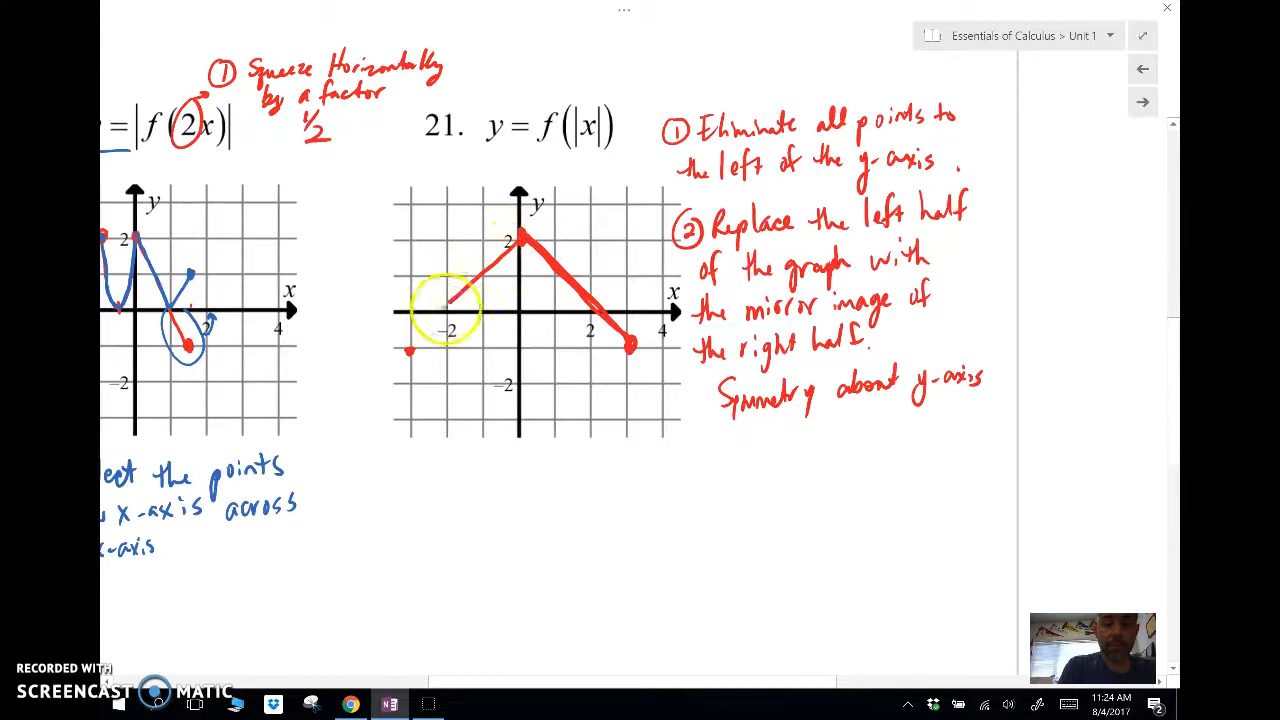 Essentials of Calculus > Unit 1
① Squeeze Horizontally
by a factor
1/2
= |f(2x)|
21. y = f(|x|)
① Eliminate all points to
the left of the y-axis.
② Replace the left half
of the graph with
the mirror image of
the right half.
Symmetry about y-axis
y
2
x
2
4
-2
y
2
x
-2
2
4
-2
lect the points
x-axis across
x-axis
RECORDED WITH
SCREENCAST MATIC
11:24 AM
8/4/2017
2